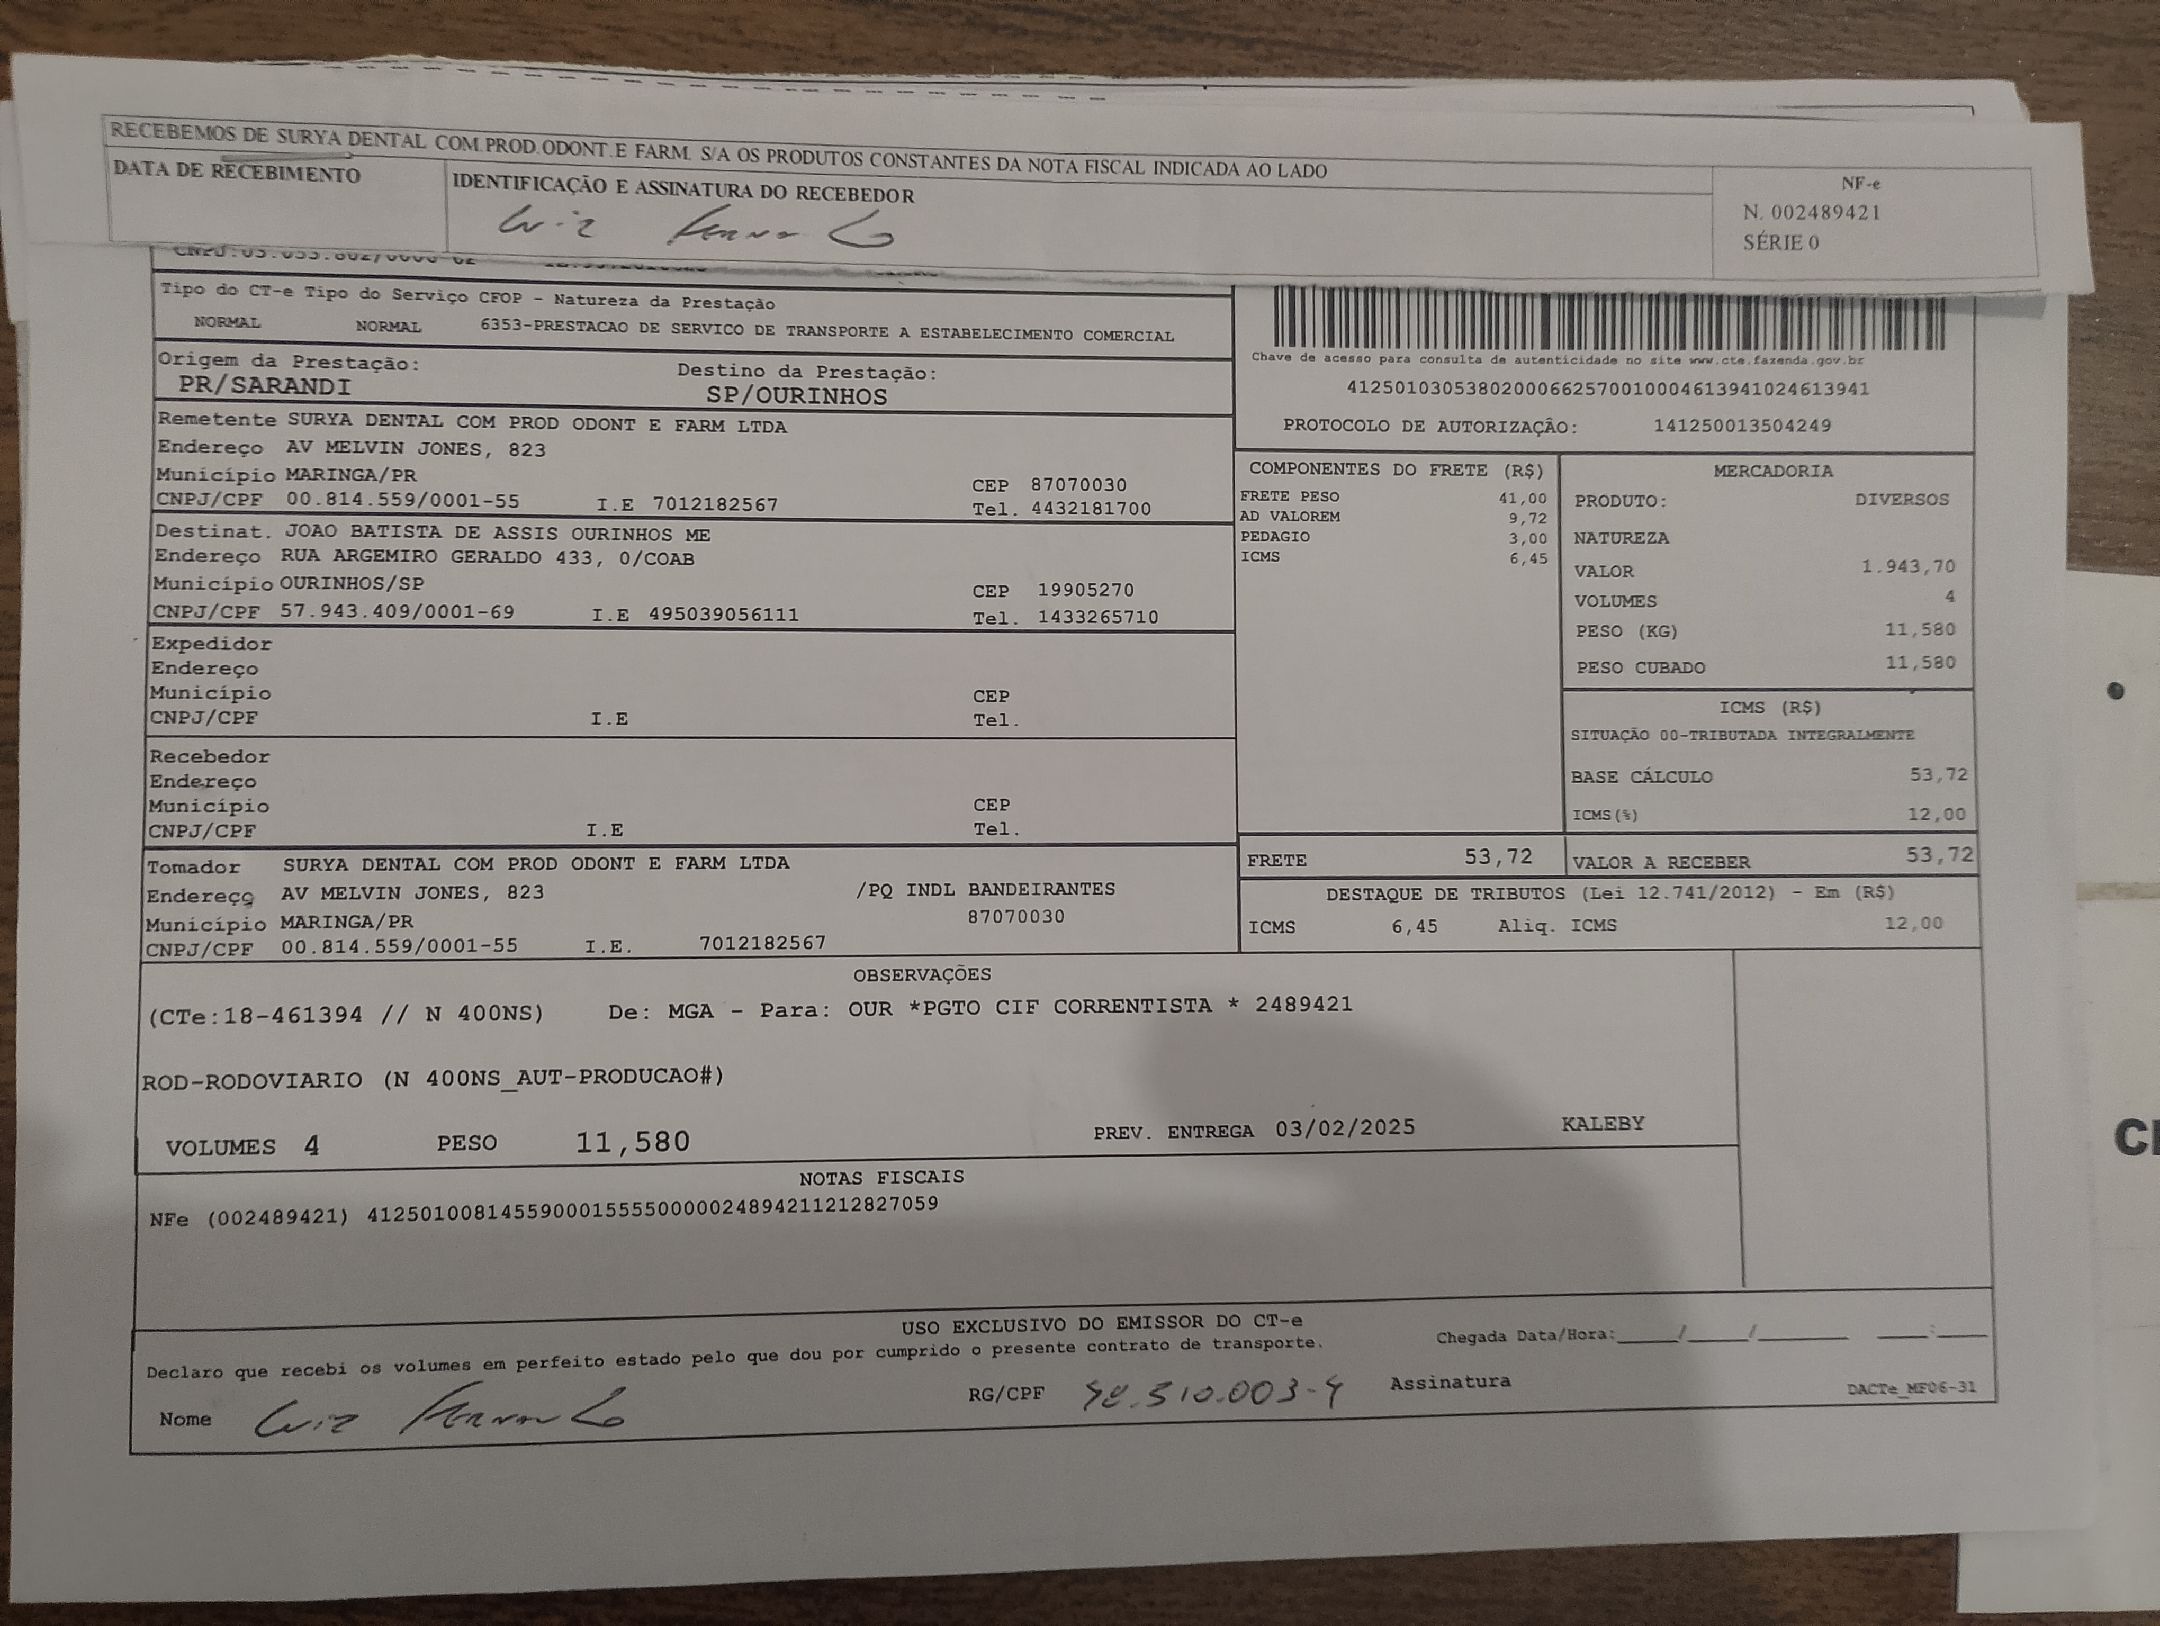 RECEBEMOS DE SURYA DENTAL COM.PROD.ODONT.E FARM. S/A OS PRODUTOS CONSTANTES DA NOTA FISCAL INDICADA AO LADO
DATA DE RECEBIMENTO
IDENTIFICAÇÃO E ASSINATURA DO RECEBEDOR
Luiz Fernando
NF-e
N. 002489421
SÉRIE 0
Tipo do CT-e Tipo do Serviço CFOP - Natureza da Prestação
NORMAL NORMAL 6353-PRESTACAO DE SERVICO DE TRANSPORTE A ESTABELECIMENTO COMERCIAL
Origem da Prestação: Destino da Prestação:
PR/SARANDI SP/OURINHOS
Chave de acesso para consulta de autenticidade no site www.cte.fazenda.gov.br
41250103053802000662570010004613941024613941
PROTOCOLO DE AUTORIZAÇÃO: 141250013504249
Remetente SURYA DENTAL COM PROD ODONT E FARM LTDA
Endereço AV MELVIN JONES, 823
Município MARINGA/PR CEP 87070030
CNPJ/CPF 00.814.559/0001-55 I.E 7012182567 Tel. 4432181700
Destinat. JOAO BATISTA DE ASSIS OURINHOS ME
Endereço RUA ARGEMIRO GERALDO 433, 0/COAB
Município OURINHOS/SP CEP 19905270
CNPJ/CPF 57.943.409/0001-69 I.E 495039056111 Tel. 1433265710
Expedidor
Endereço
Município CEP
CNPJ/CPF I.E Tel.
Recebedor
Endereço
Município CEP
CNPJ/CPF I.E Tel.
Tomador SURYA DENTAL COM PROD ODONT E FARM LTDA
Endereço AV MELVIN JONES, 823 /PQ INDL BANDEIRANTES
Município MARINGA/PR 87070030
CNPJ/CPF 00.814.559/0001-55 I.E. 7012182567
COMPONENTES DO FRETE (R$)
FRETE PESO 41,00
AD VALOREM 9,72
PEDAGIO 3,00
ICMS 6,45
MERCADORIA
PRODUTO: DIVERSOS
NATUREZA
VALOR 1.943,70
VOLUMES 4
PESO (KG) 11,580
PESO CUBADO 11,580
ICMS (R$)
SITUAÇÃO 00-TRIBUTADA INTEGRALMENTE
BASE CÁLCULO 53,72
ICMS(%) 12,00
FRETE 53,72 VALOR A RECEBER 53,72
DESTAQUE DE TRIBUTOS (Lei 12.741/2012) - Em (R$)
ICMS 6,45 Aliq. ICMS 12,00
OBSERVAÇÕES
(CTe:18-461394 // N 400NS) De: MGA - Para: OUR *PGTO CIF CORRENTISTA * 2489421
ROD-RODOVIARIO (N 400NS_AUT-PRODUCAO#)
VOLUMES 4 PESO 11,580 PREV. ENTREGA 03/02/2025 KALEBY
NOTAS FISCAIS
NFe (002489421) 41250100814559000155550000024894211212827059
USO EXCLUSIVO DO EMISSOR DO CT-e
Declaro que recebi os volumes em perfeito estado pelo que dou por cumprido o presente contrato de transporte. Chegada Data/Hora:_____/_____/_______ ____:____
Nome Luiz Fernando RG/CPF Assinatura
DACTe_MF06-31